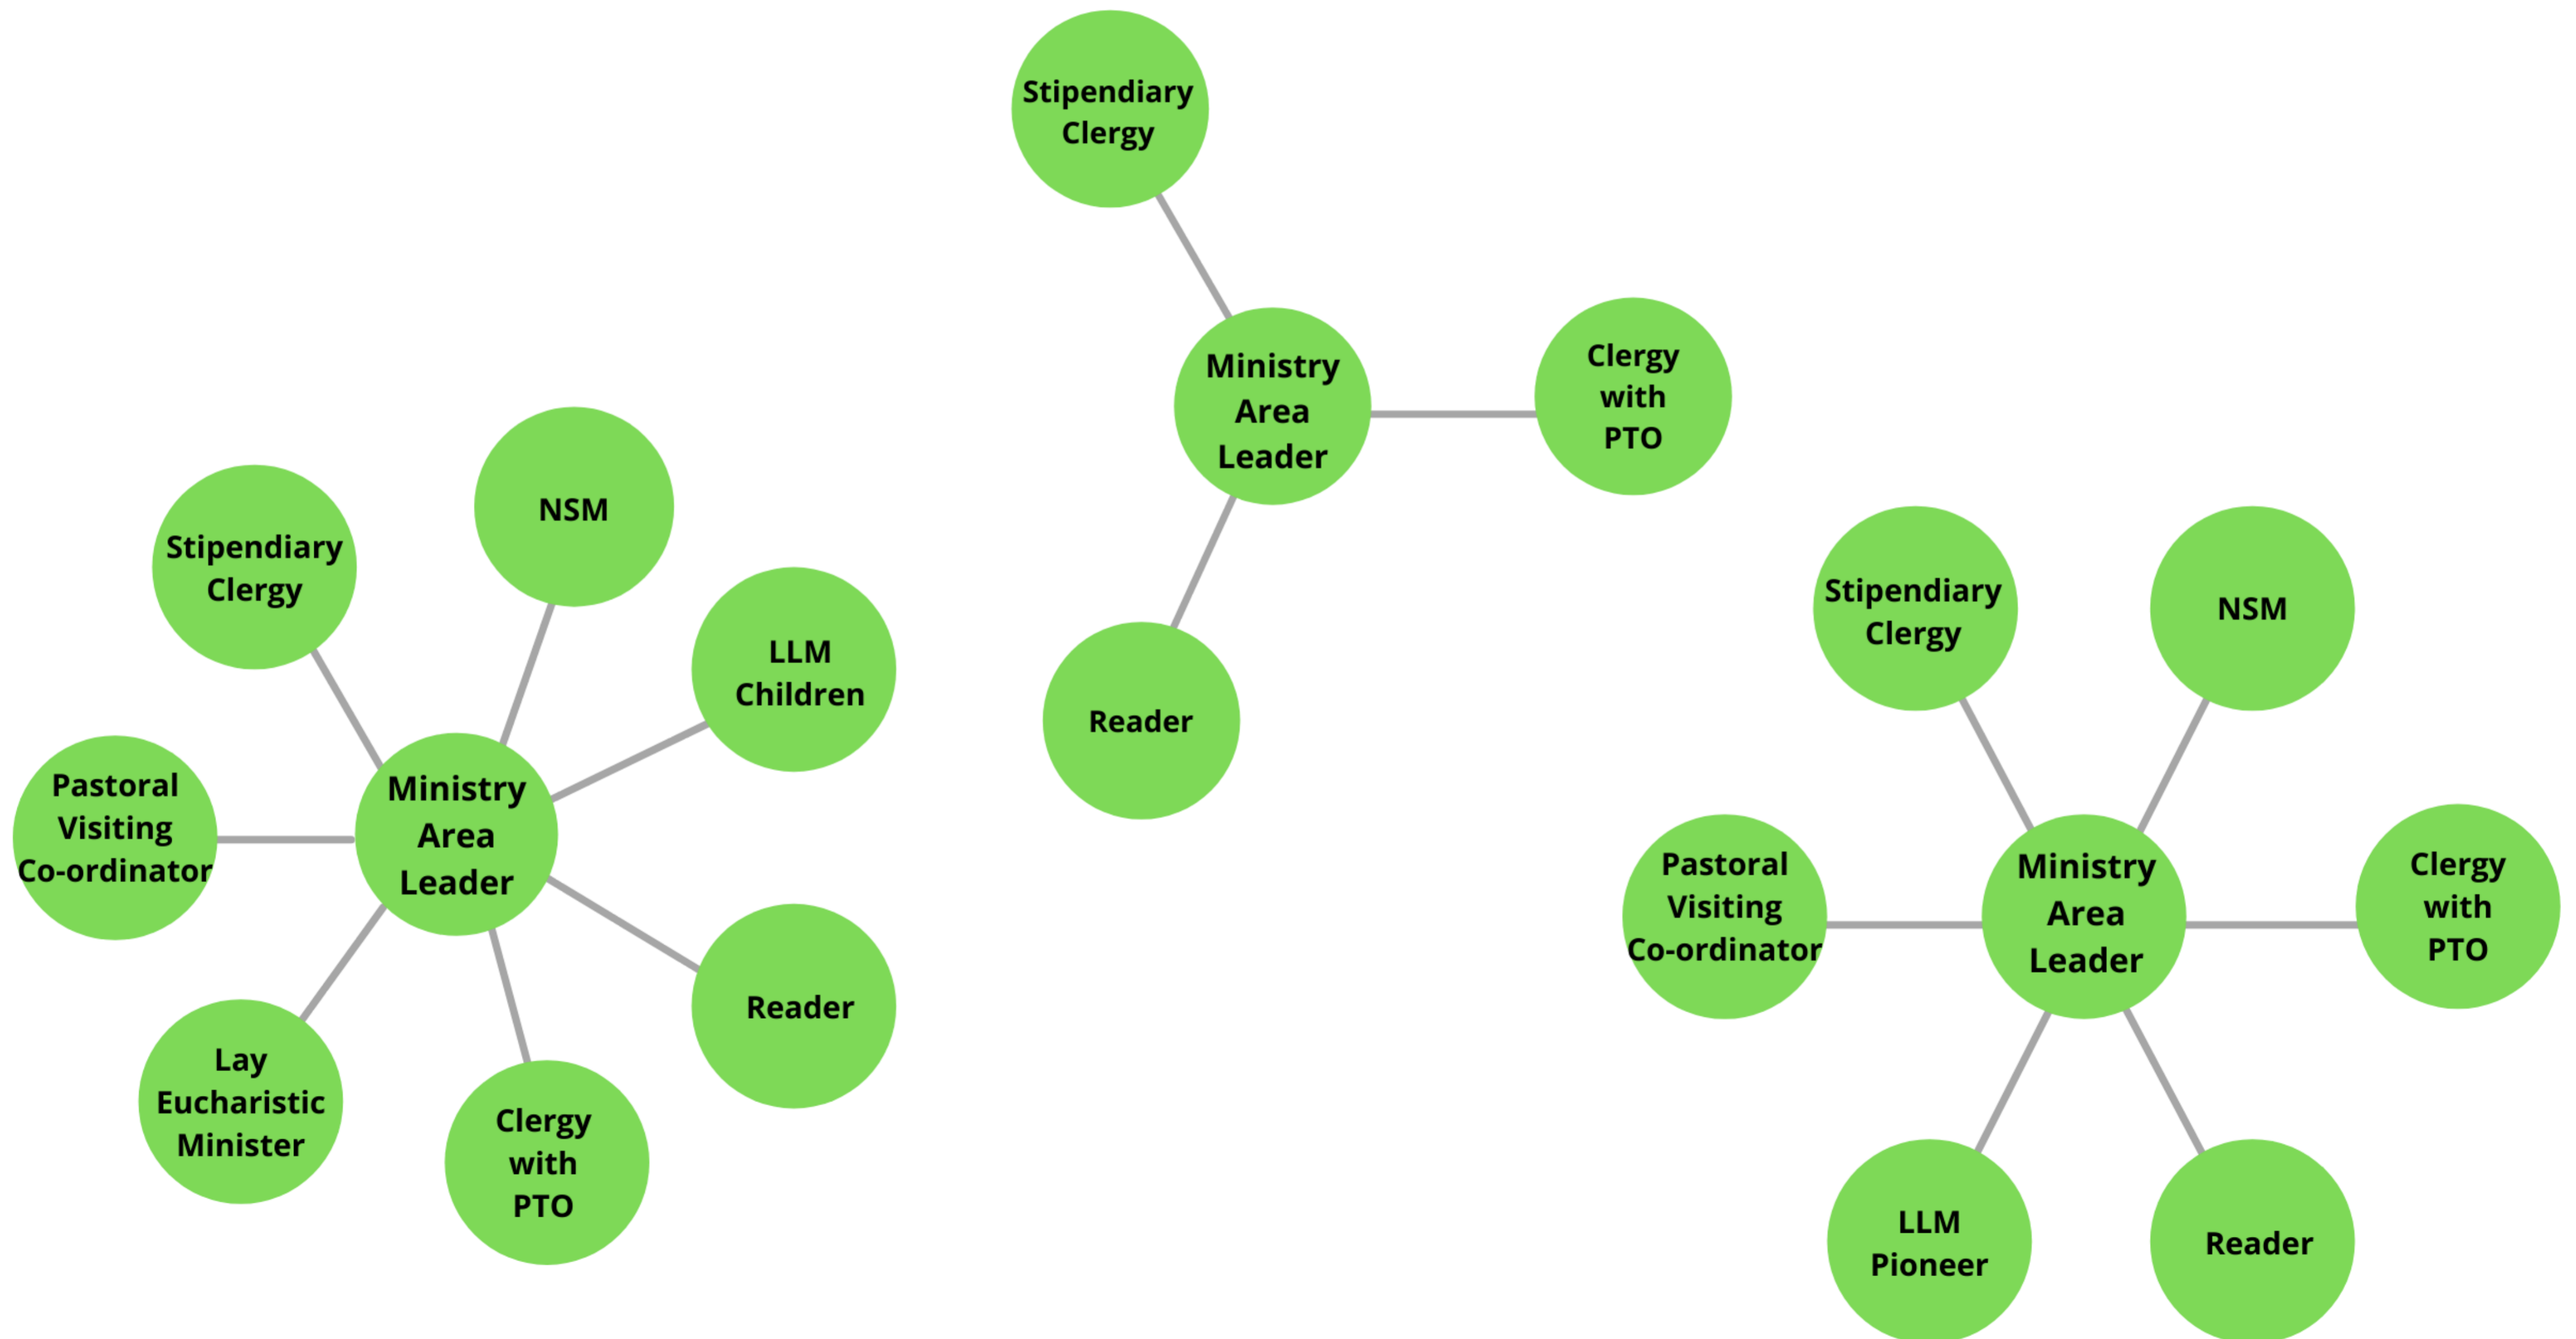 Stipendiary
Clergy
Ministry
Area
Leader
Clergy
with
PTO
Reader
NSM
Stipendiary
Clergy
LLM
Children
Pastoral
Visiting
Co-ordinator
Ministry
Area
Leader
Reader
Lay
Eucharistic
Minister
Clergy
with
PTO
Stipendiary
Clergy
NSM
Pastoral
Visiting
Co-ordinator
Ministry
Area
Leader
Clergy
with
PTO
LLM
Pioneer
Reader